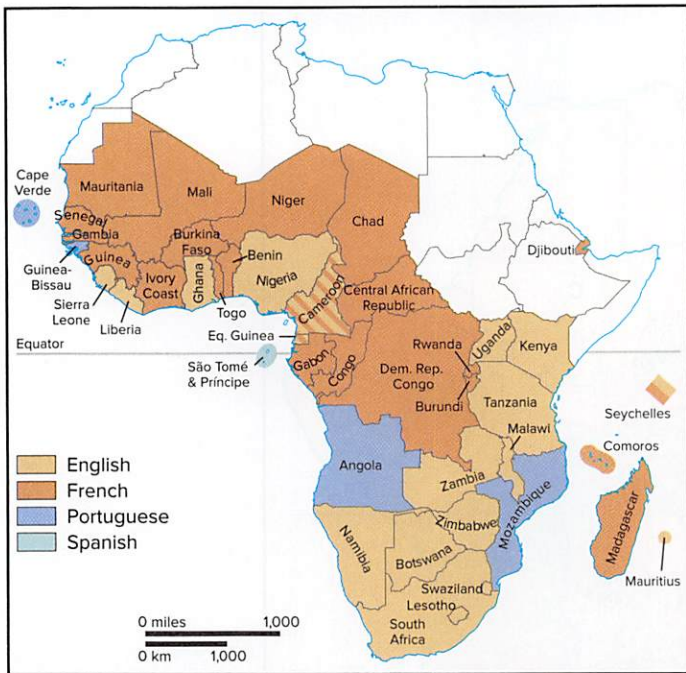 Cape
Verde
Mauritania
Mali
Niger
Chad
Senegal
Gambia
Burkina
Faso
Benin
Djibouti
Guinea-
Bissau
Guinea
Ivory
Coast
Ghana
Nigeria
Cameroon
Central African
Republic
Sierra
Leone
Liberia
Togo
Eq. Guinea
Equator
São Tomé
& Príncipe
Gabon
Congo
Dem. Rep.
Congo
Rwanda
Burundi
Uganda
Kenya
Tanzania
Malawi
Seychelles
Comoros
Angola
Zambia
Mozambique
Zimbabwe
Namibia
Botswana
Madagascar
Mauritius
Swaziland
Lesotho
South
Africa
English
French
Portuguese
Spanish
0 miles 1,000
0 km 1,000